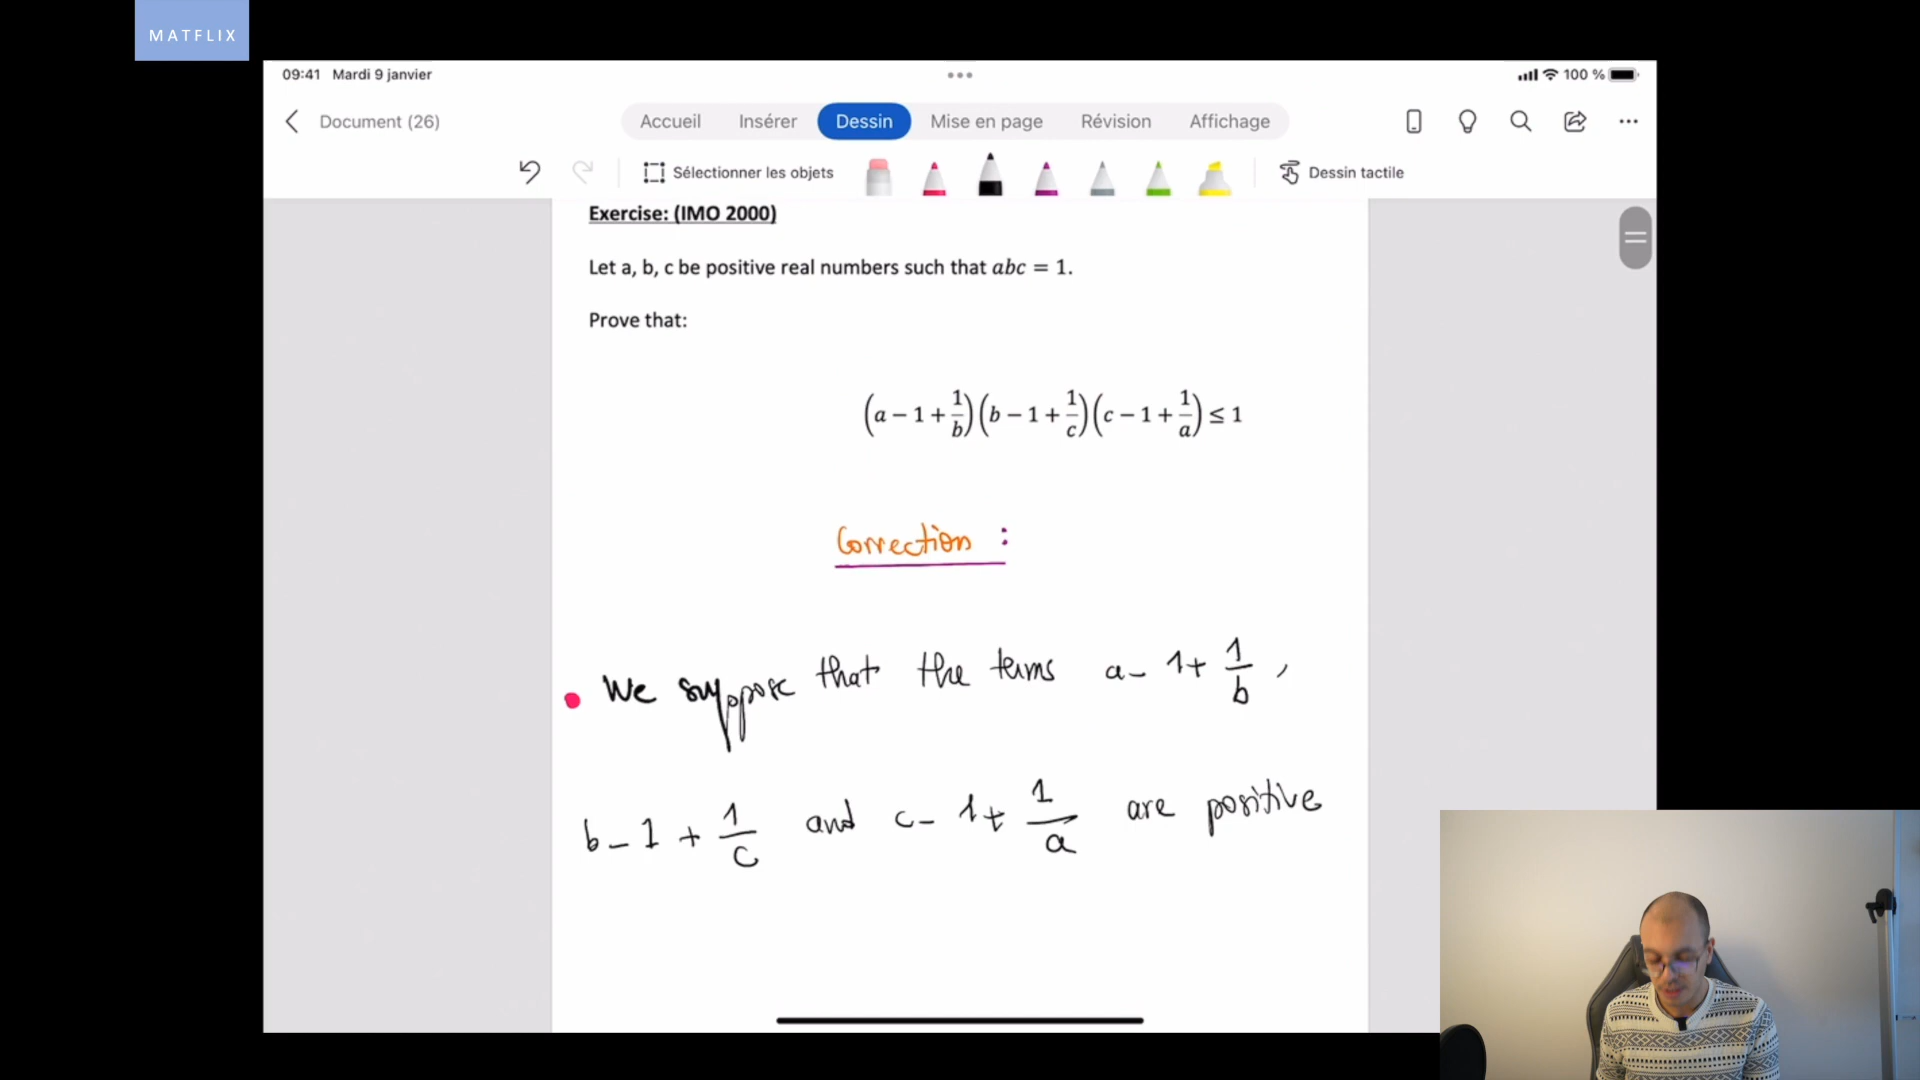 MATFLIX
09:41 Mardi 9 janvier
100 %
Document (26)
Accueil Insérer Dessin Mise en page Révision Affichage
Sélectionner les objets
Dessin tactile
Exercise: (IMO 2000)
Let a, b, c be positive real numbers such that abc = 1.
Prove that:
(a − 1 + 1/b)(b − 1 + 1/c)(c − 1 + 1/a) ≤ 1
Correction :
• We suppose that the terms a - 1 + 1/b ,
b - 1 + 1/c and c - 1 + 1/a are positive